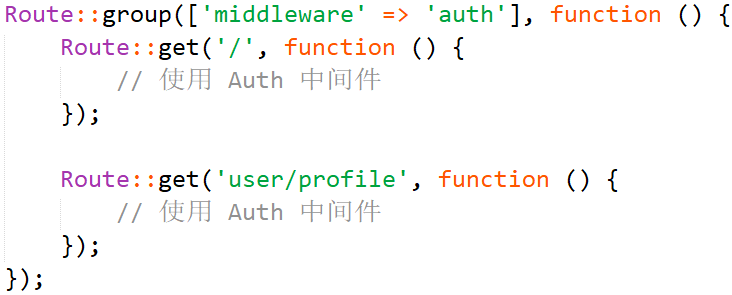 Route::group(['middleware' => 'auth'], function () {
    Route::get('/', function () {
        // 使用 Auth 中间件
    });

    Route::get('user/profile', function () {
        // 使用 Auth 中间件
    });
});